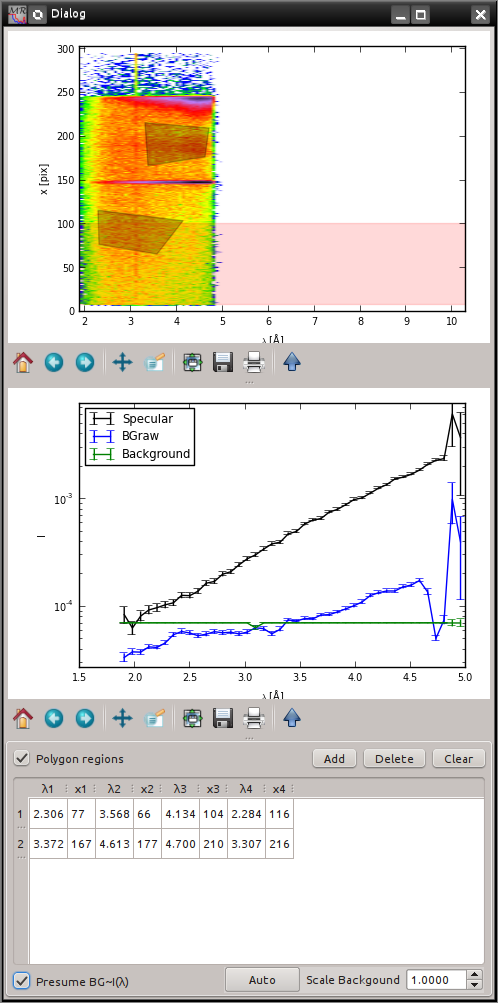 Dialog
300
250
200
150
100
50
0
x [pix]
2 3 4 5 6 7 8 9 10
λ [Å]
Specular
BGraw
Background
10-3
10-4
I
1.5 2.0 2.5 3.0 3.5 4.0 4.5 5.0
λ [Å]
Polygon regions Add Delete Clear
λ1 x1 λ2 x2 λ3 x3 λ4 x4
1 2.306 77 3.568 66 4.134 104 2.284 116
2 3.372 167 4.613 177 4.700 210 3.307 216
Presume BG~I(λ) Auto Scale Backgound 1.0000